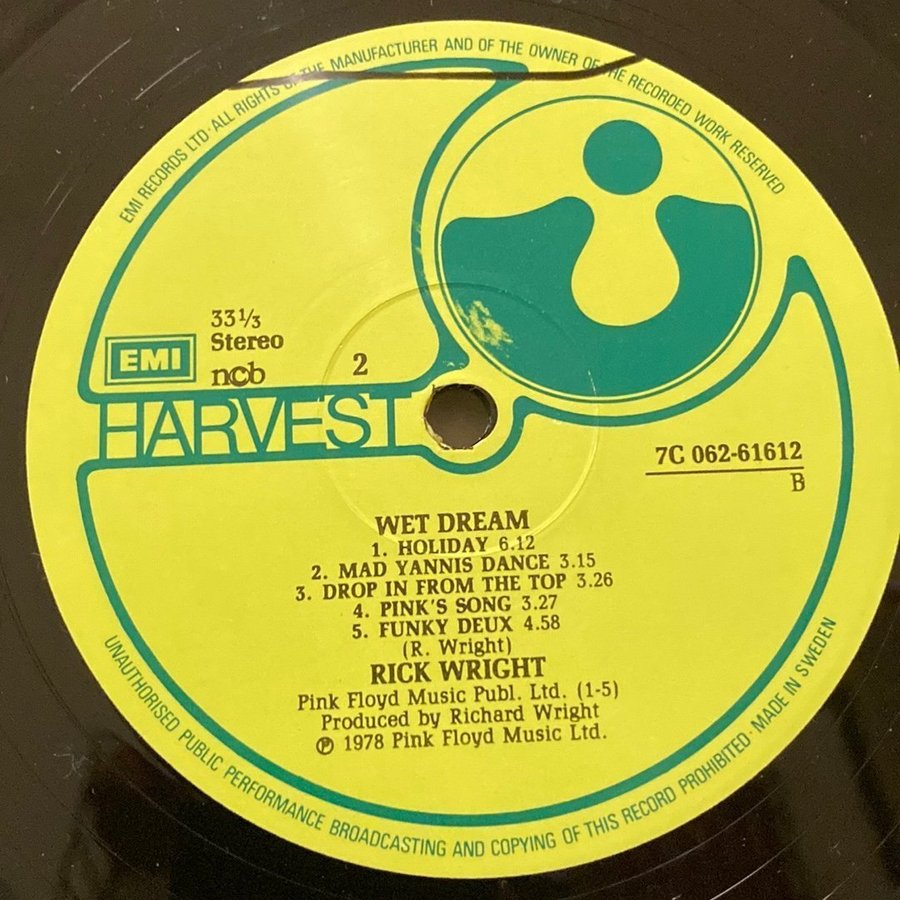 EMI RECORDS LTD · ALL RIGHTS OF THE MANUFACTURER AND OF THE OWNER OF THE RECORDED WORK RESERVED
33⅓
Stereo
EMI
ncb
2
HARVEST
7C 062-61612
B
WET DREAM
1. HOLIDAY 6.12
2. MAD YANNIS DANCE 3.15
3. DROP IN FROM THE TOP 3.26
4. PINK'S SONG 3.27
5. FUNKY DEUX 4.58
(R. Wright)
RICK WRIGHT
Pink Floyd Music Publ. Ltd. (1-5)
Produced by Richard Wright
℗ 1978 Pink Floyd Music Ltd.
UNAUTHORISED PUBLIC PERFORMANCE BROADCASTING AND COPYING OF THIS RECORD PROHIBITED · MADE IN SWEDEN